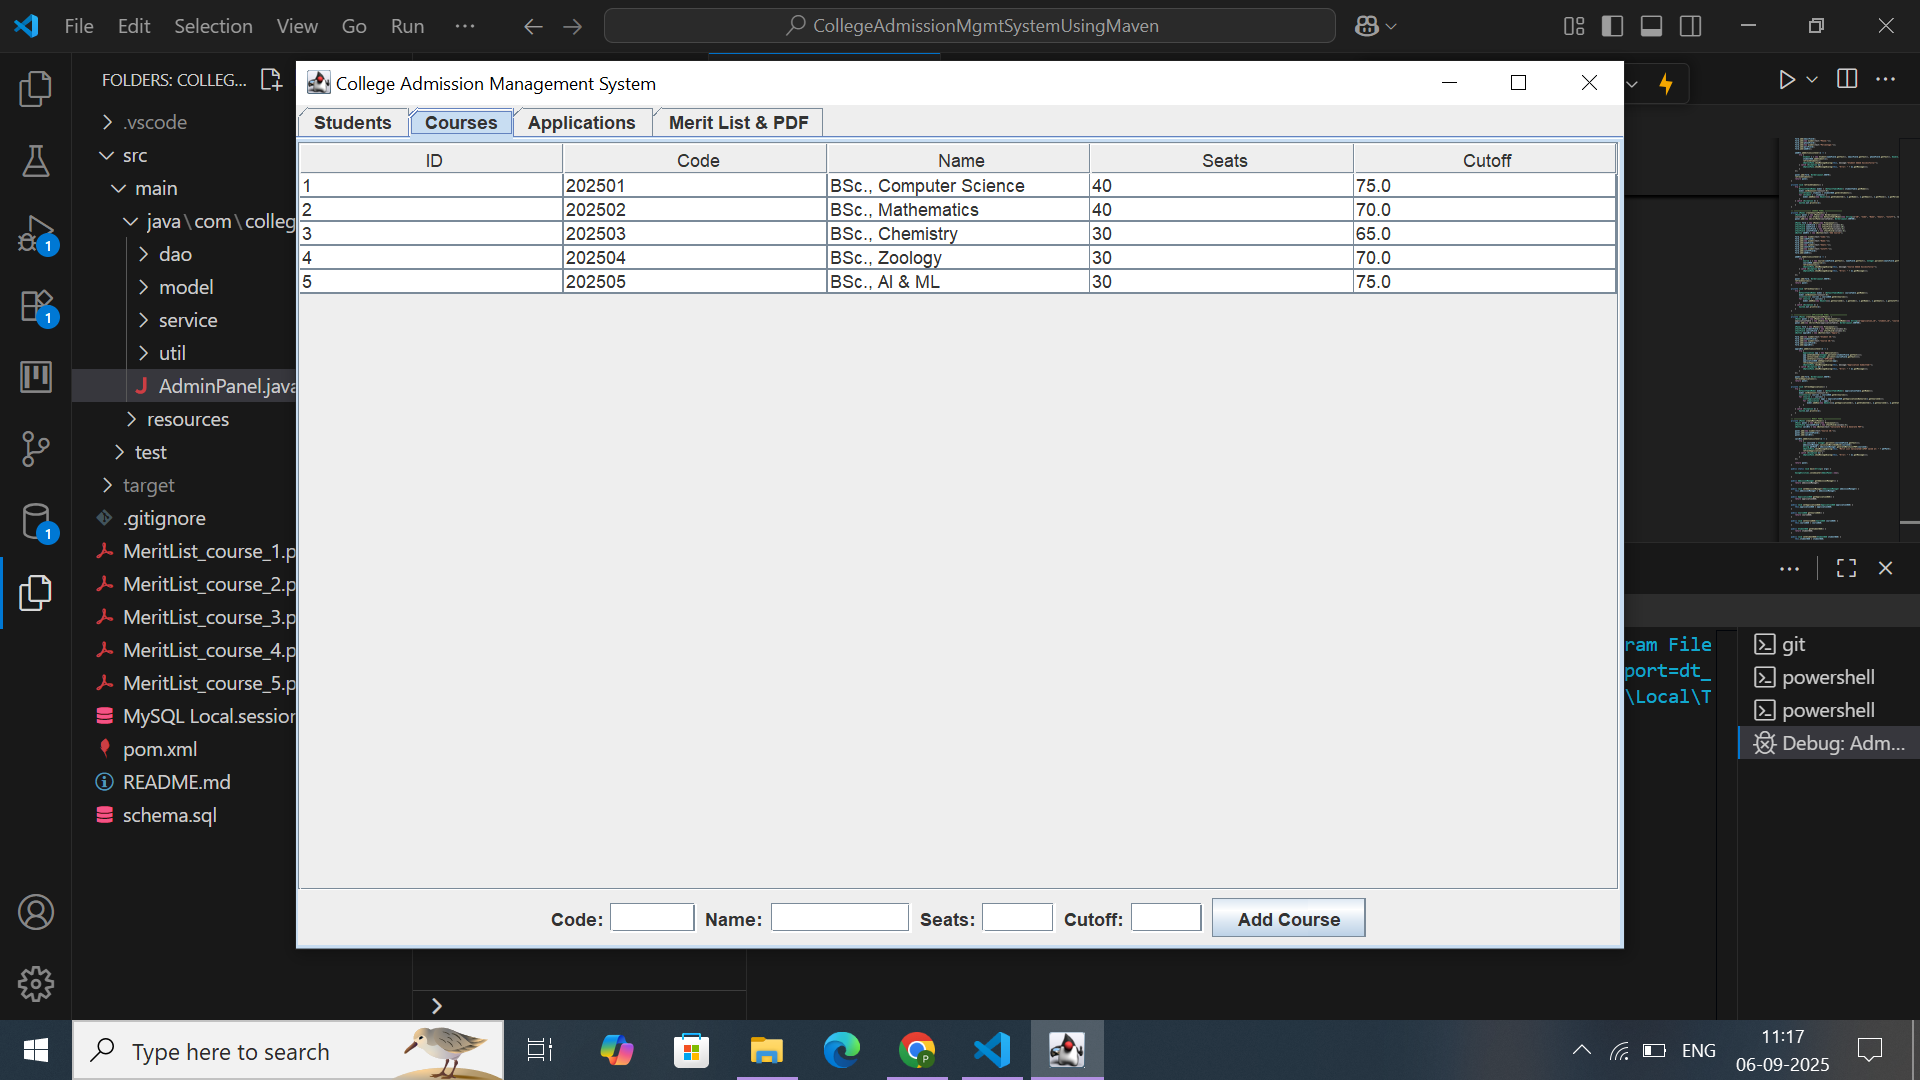 File Edit Selection View Go Run ··· CollegeAdmissionMgmtSystemUsingMaven
FOLDERS: COLLEG...
.vscode
src
main
java\com\colleg
dao
model
service
util
AdminPanel.java
resources
test
target
.gitignore
MeritList_course_1.p
MeritList_course_2.p
MeritList_course_3.p
MeritList_course_4.p
MeritList_course_5.p
MySQL Local.session
pom.xml
README.md
schema.sql
1
1
1
College Admission Management System
Students Courses Applications Merit List & PDF
ID Code Name Seats Cutoff
1 202501 BSc., Computer Science 40 75.0
2 202502 BSc., Mathematics 40 70.0
3 202503 BSc., Chemistry 30 65.0
4 202504 BSc., Zoology 30 70.0
5 202505 BSc., AI & ML 30 75.0
Code: Name: Seats: Cutoff: Add Course
ram File
port=dt_
\Local\T
git
powershell
powershell
Debug: Adm...
Type here to search
ENG
11:17
06-09-2025